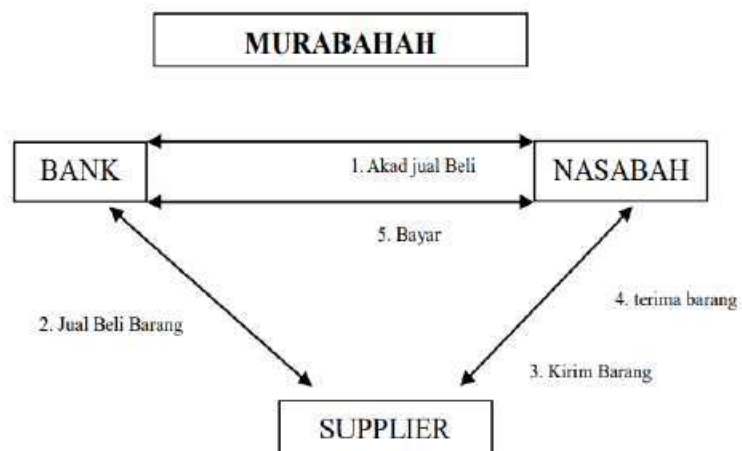 MURABAHAH
BANK
1. Akad jual Beli
NASABAH
5. Bayar
2. Jual Beli Barang
4. terima barang
3. Kirim Barang
SUPPLIER